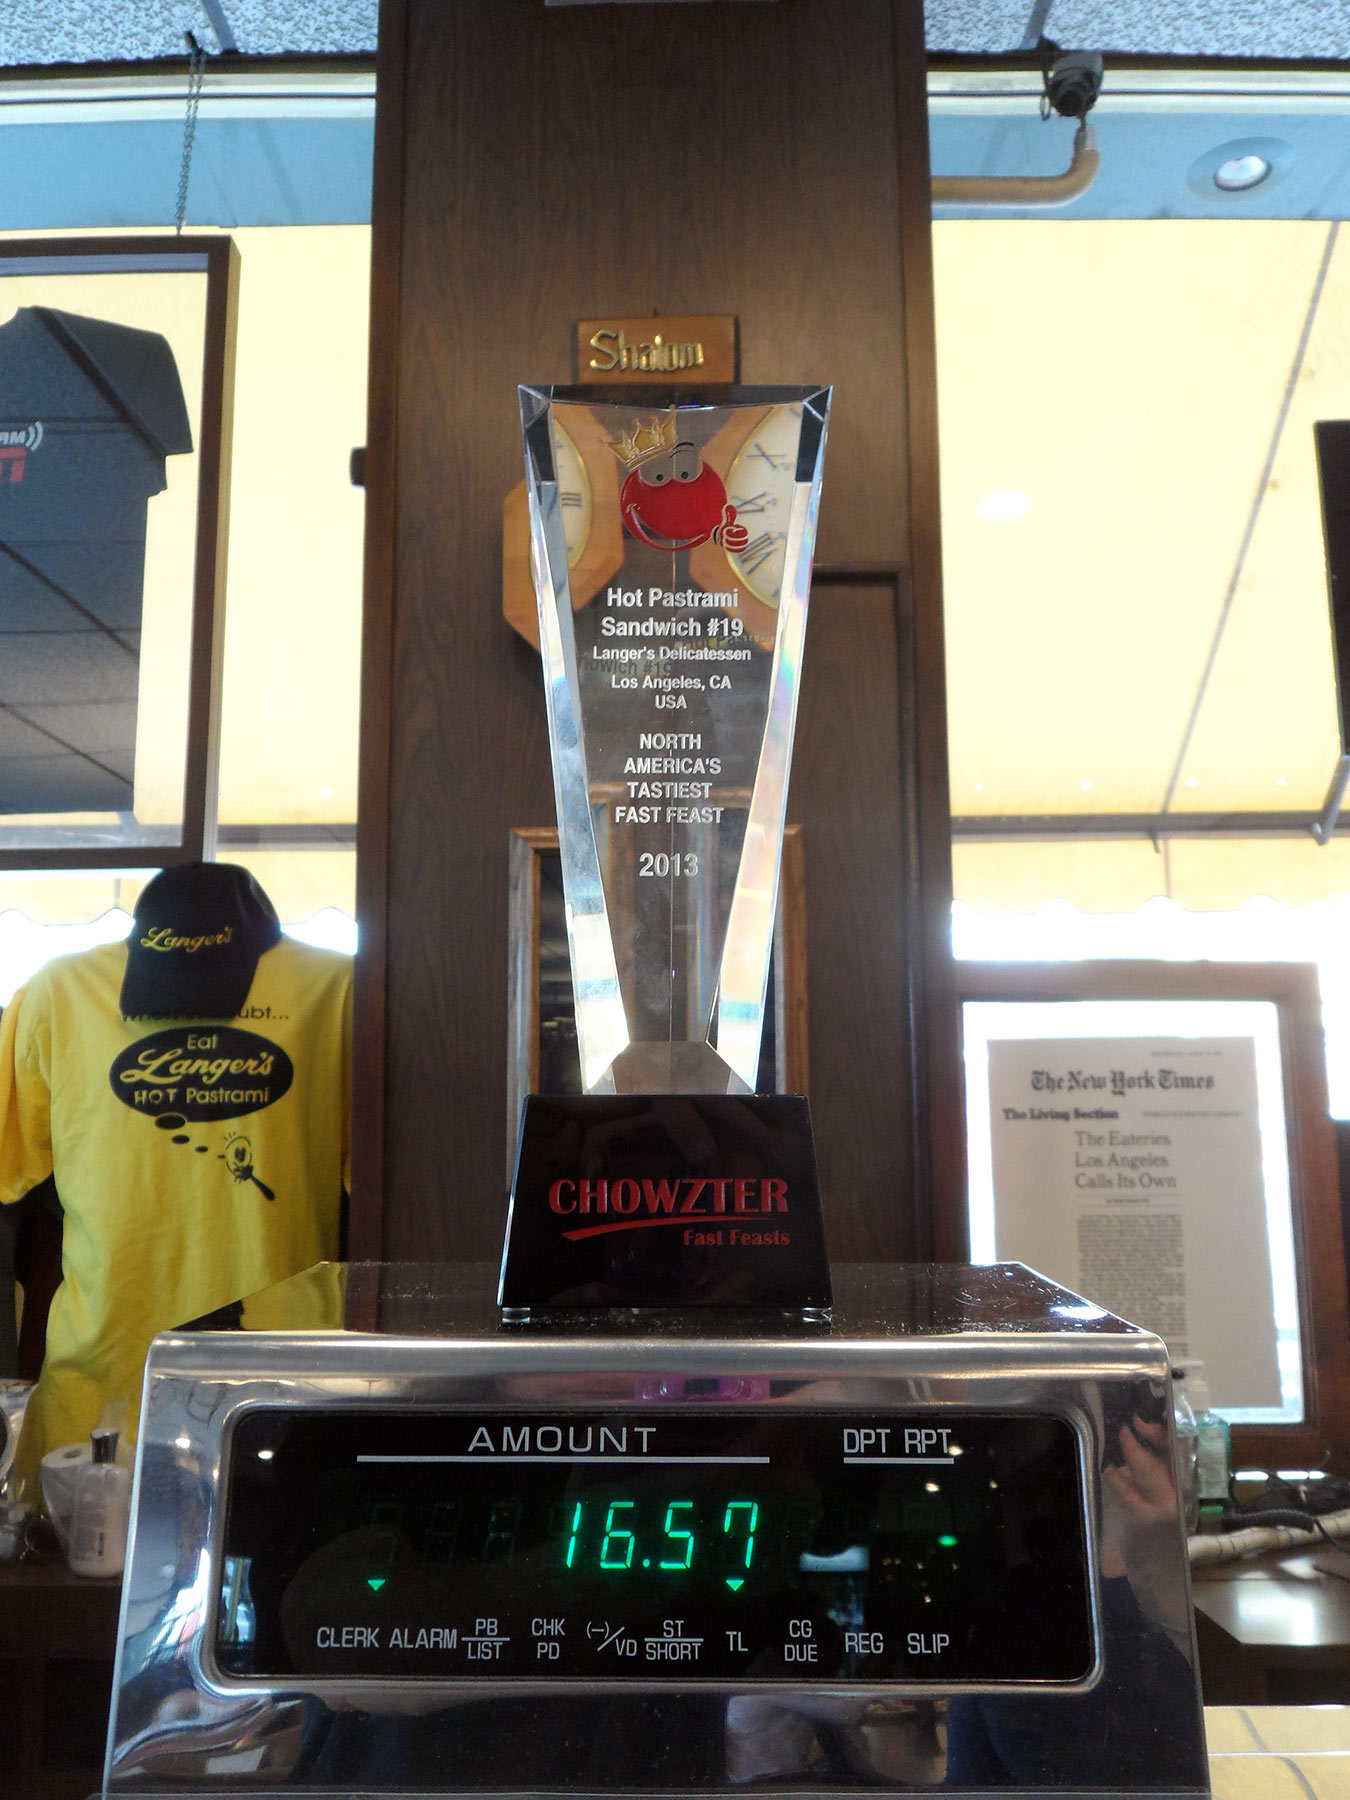 Shalom
Hot Pastrami
Sandwich #19
Langer's Delicatessen
Los Angeles, CA
USA
NORTH
AMERICA'S
TASTIEST
FAST FEAST
2013
CHOWZTER
Fast Feasts
Langer's
Eat
Langer's
HOT Pastrami
The New York Times
The Living Section
The Eateries
Los Angeles
Calls Its Own
AMOUNT
DPT RPT
16.57
CLERK ALARM PB LIST CHK PD (−)/VD ST SHORT TL CG DUE REG SLIP